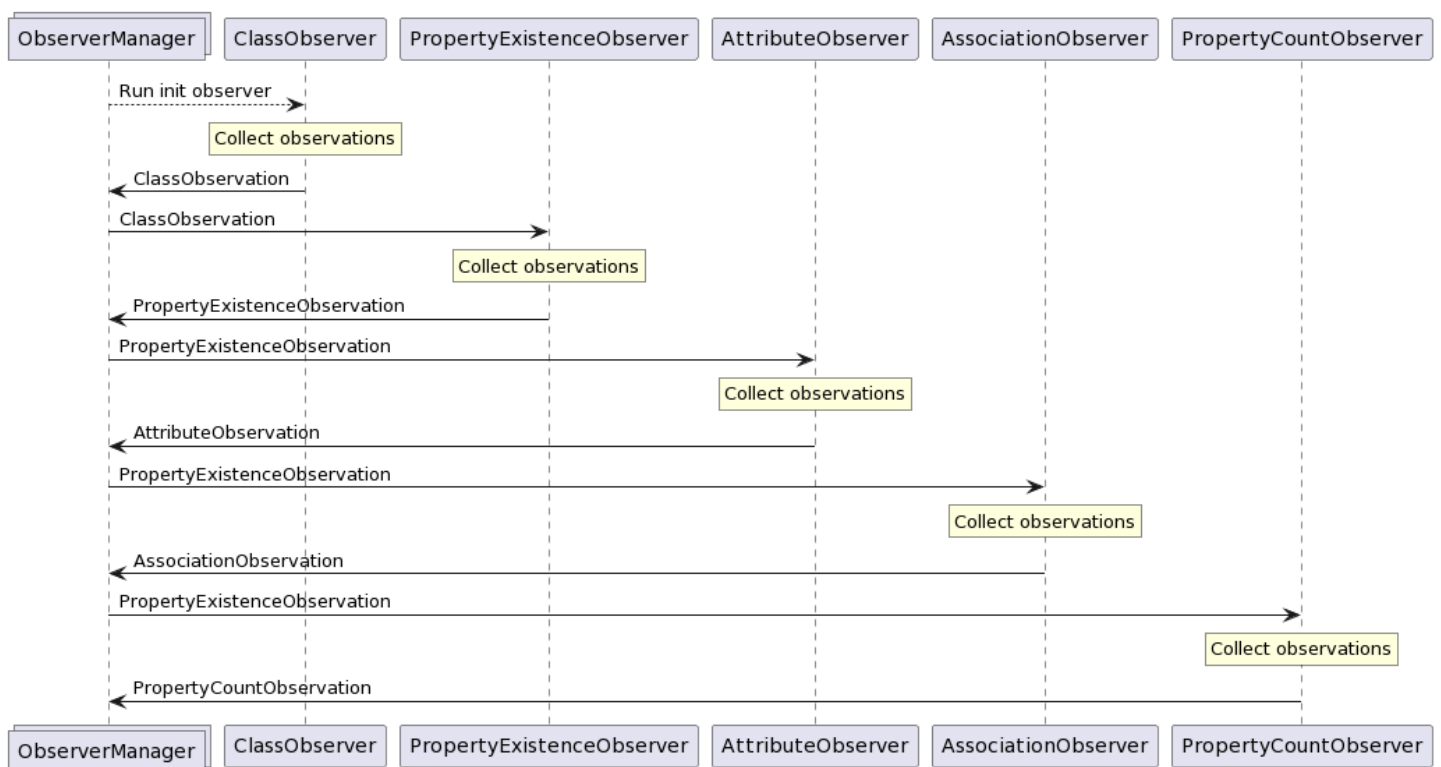 ObserverManager ClassObserver PropertyExistenceObserver AttributeObserver AssociationObserver PropertyCountObserver
Run init observer
Collect observations
ClassObservation
ClassObservation
Collect observations
PropertyExistenceObservation
PropertyExistenceObservation
Collect observations
AttributeObservation
PropertyExistenceObservation
Collect observations
AssociationObservation
PropertyExistenceObservation
Collect observations
PropertyCountObservation
ObserverManager ClassObserver PropertyExistenceObserver AttributeObserver AssociationObserver PropertyCountObserver